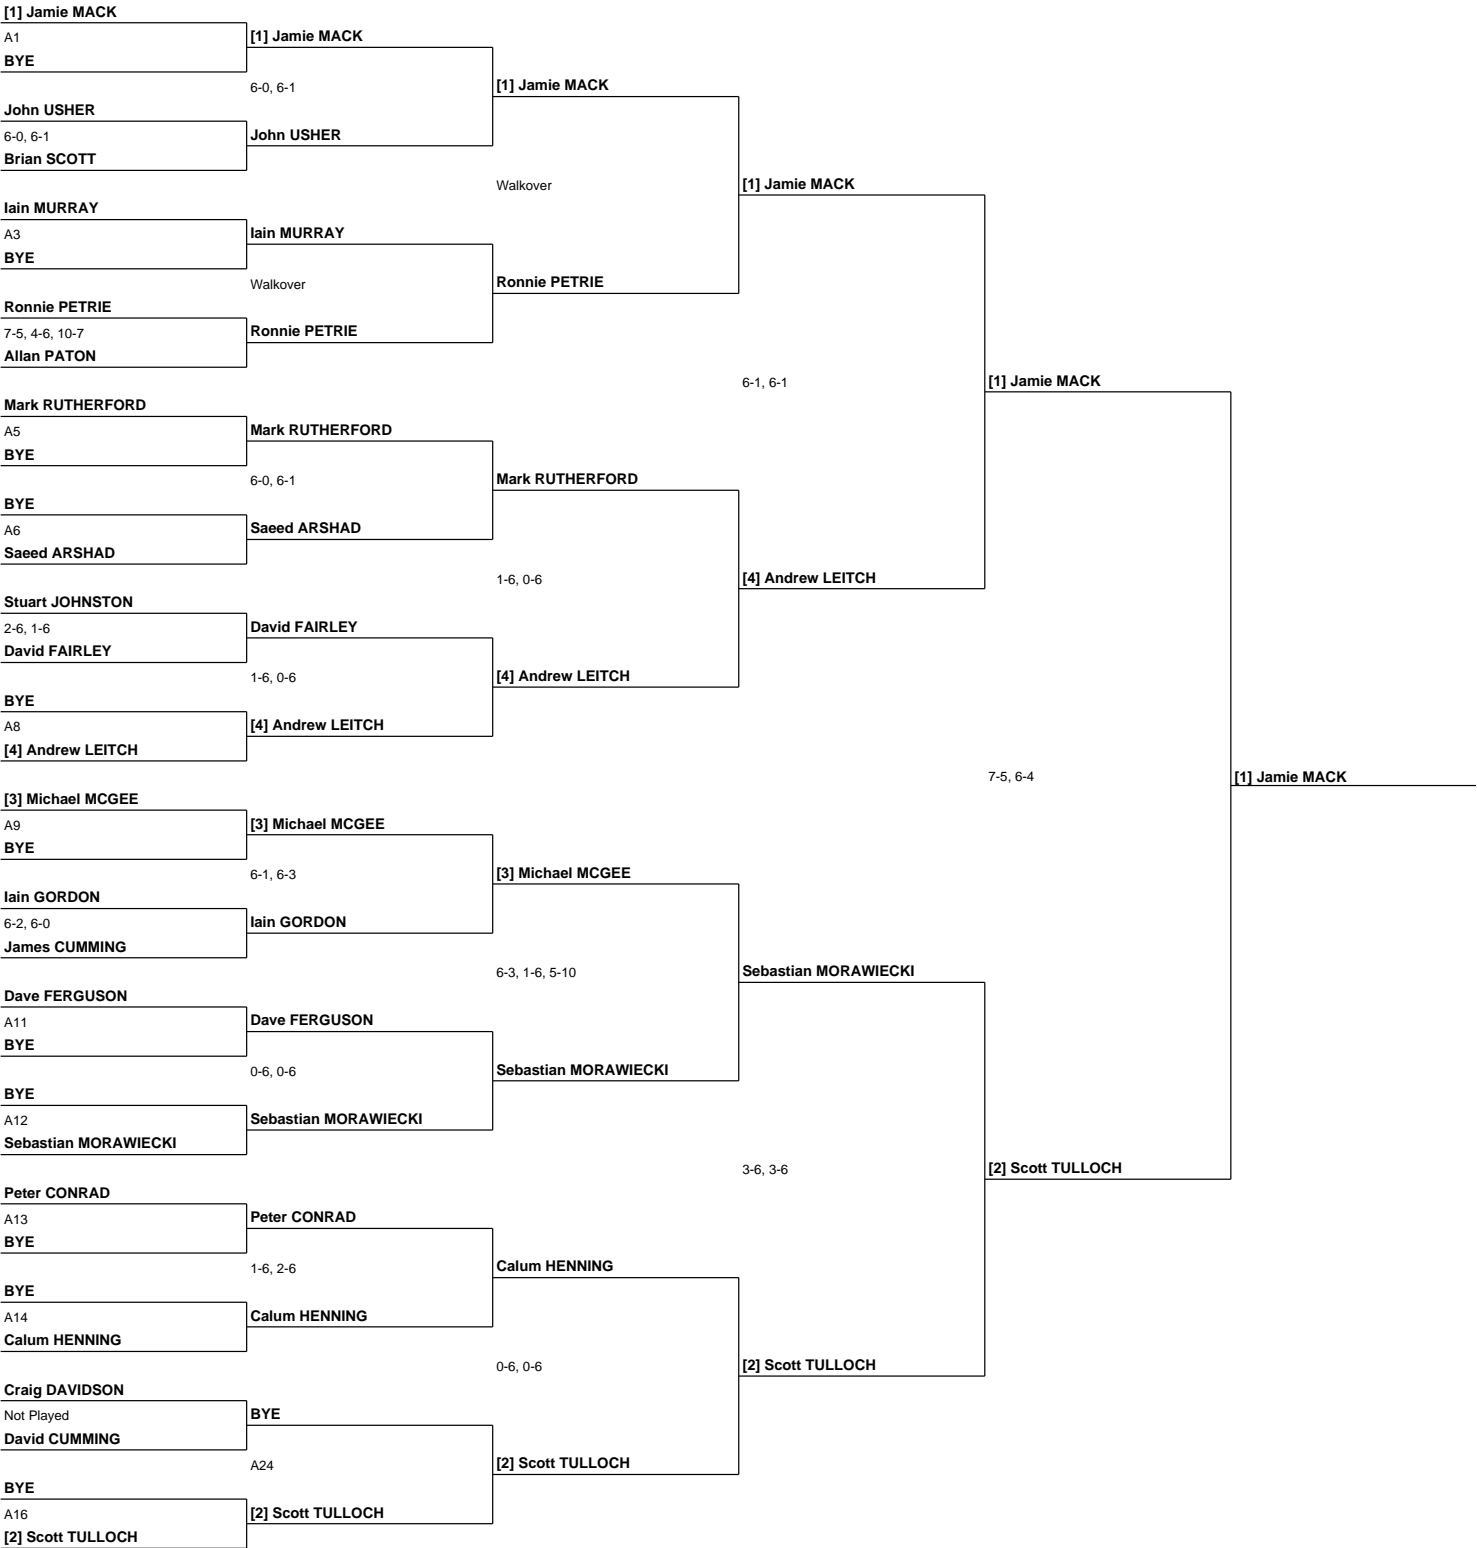 [1] Jamie MACK
A1
BYE
John USHER
6-0, 6-1
Brian SCOTT
Iain MURRAY
A3
BYE
Ronnie PETRIE
7-5, 4-6, 10-7
Allan PATON
Mark RUTHERFORD
A5
BYE
BYE
A6
Saeed ARSHAD
Stuart JOHNSTON
2-6, 1-6
David FAIRLEY
BYE
A8
[4] Andrew LEITCH
[3] Michael MCGEE
A9
BYE
Iain GORDON
6-2, 6-0
James CUMMING
Dave FERGUSON
A11
BYE
BYE
A12
Sebastian MORAWIECKI
Peter CONRAD
A13
BYE
BYE
A14
Calum HENNING
Craig DAVIDSON
Not Played
David CUMMING
BYE
A16
[2] Scott TULLOCH
[1] Jamie MACK
6-0, 6-1
John USHER
Iain MURRAY
Walkover
Ronnie PETRIE
Mark RUTHERFORD
6-0, 6-1
Saeed ARSHAD
David FAIRLEY
1-6, 0-6
[4] Andrew LEITCH
[3] Michael MCGEE
6-1, 6-3
Iain GORDON
Dave FERGUSON
0-6, 0-6
Sebastian MORAWIECKI
Peter CONRAD
1-6, 2-6
Calum HENNING
BYE
A24
[2] Scott TULLOCH
[1] Jamie MACK
Walkover
Ronnie PETRIE
Mark RUTHERFORD
1-6, 0-6
[4] Andrew LEITCH
[3] Michael MCGEE
6-3, 1-6, 5-10
Sebastian MORAWIECKI
Calum HENNING
0-6, 0-6
[2] Scott TULLOCH
[1] Jamie MACK
6-1, 6-1
[4] Andrew LEITCH
Sebastian MORAWIECKI
3-6, 3-6
[2] Scott TULLOCH
[1] Jamie MACK
7-5, 6-4
[2] Scott TULLOCH
[1] Jamie MACK